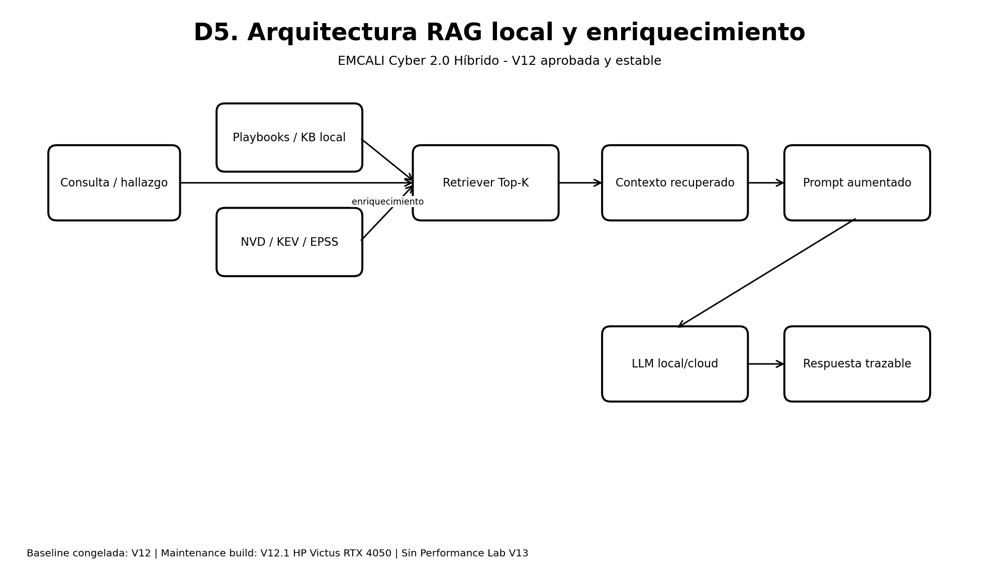 D5. Arquitectura RAG local y enriquecimiento
EMCALI Cyber 2.0 Híbrido - V12 aprobada y estable
Playbooks / KB local
Consulta / hallazgo
Retriever Top-K
Contexto recuperado
Prompt aumentado
enriquecimiento
NVD / KEV / EPSS
LLM local/cloud
Respuesta trazable
Baseline congelada: V12 | Maintenance build: V12.1 HP Victus RTX 4050 | Sin Performance Lab V13